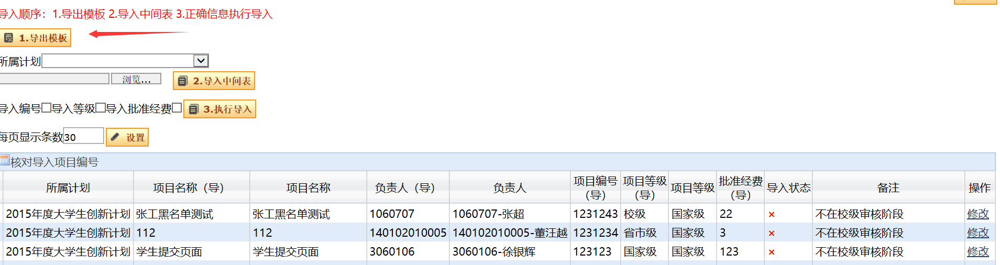 导入顺序：1.导出模板 2.导入中间表 3.正确信息执行导入
1.导出模板
所属计划
浏览... 2.导入中间表
导入编号 导入等级 导入批准经费 3.执行导入
每页显示条数 30 设置
核对导入项目编号
所属计划 项目名称（导） 项目名称 负责人（导） 负责人 项目编号（导） 项目等级（导） 项目等级 批准经费（导） 导入状态 备注 操作
2015年度大学生创新计划 张工黑名单测试 张工黑名单测试 1060707 1060707-张超 1231243 校级 国家级 22 × 不在校级审核阶段 修改
2015年度大学生创新计划 112 112 140102010005 140102010005-董汪越 1231234 省市级 国家级 3 × 不在校级审核阶段 修改
2015年度大学生创新计划 学生提交页面 学生提交页面 3060106 3060106-徐银辉 123123 国家级 国家级 123 × 不在校级审核阶段 修改